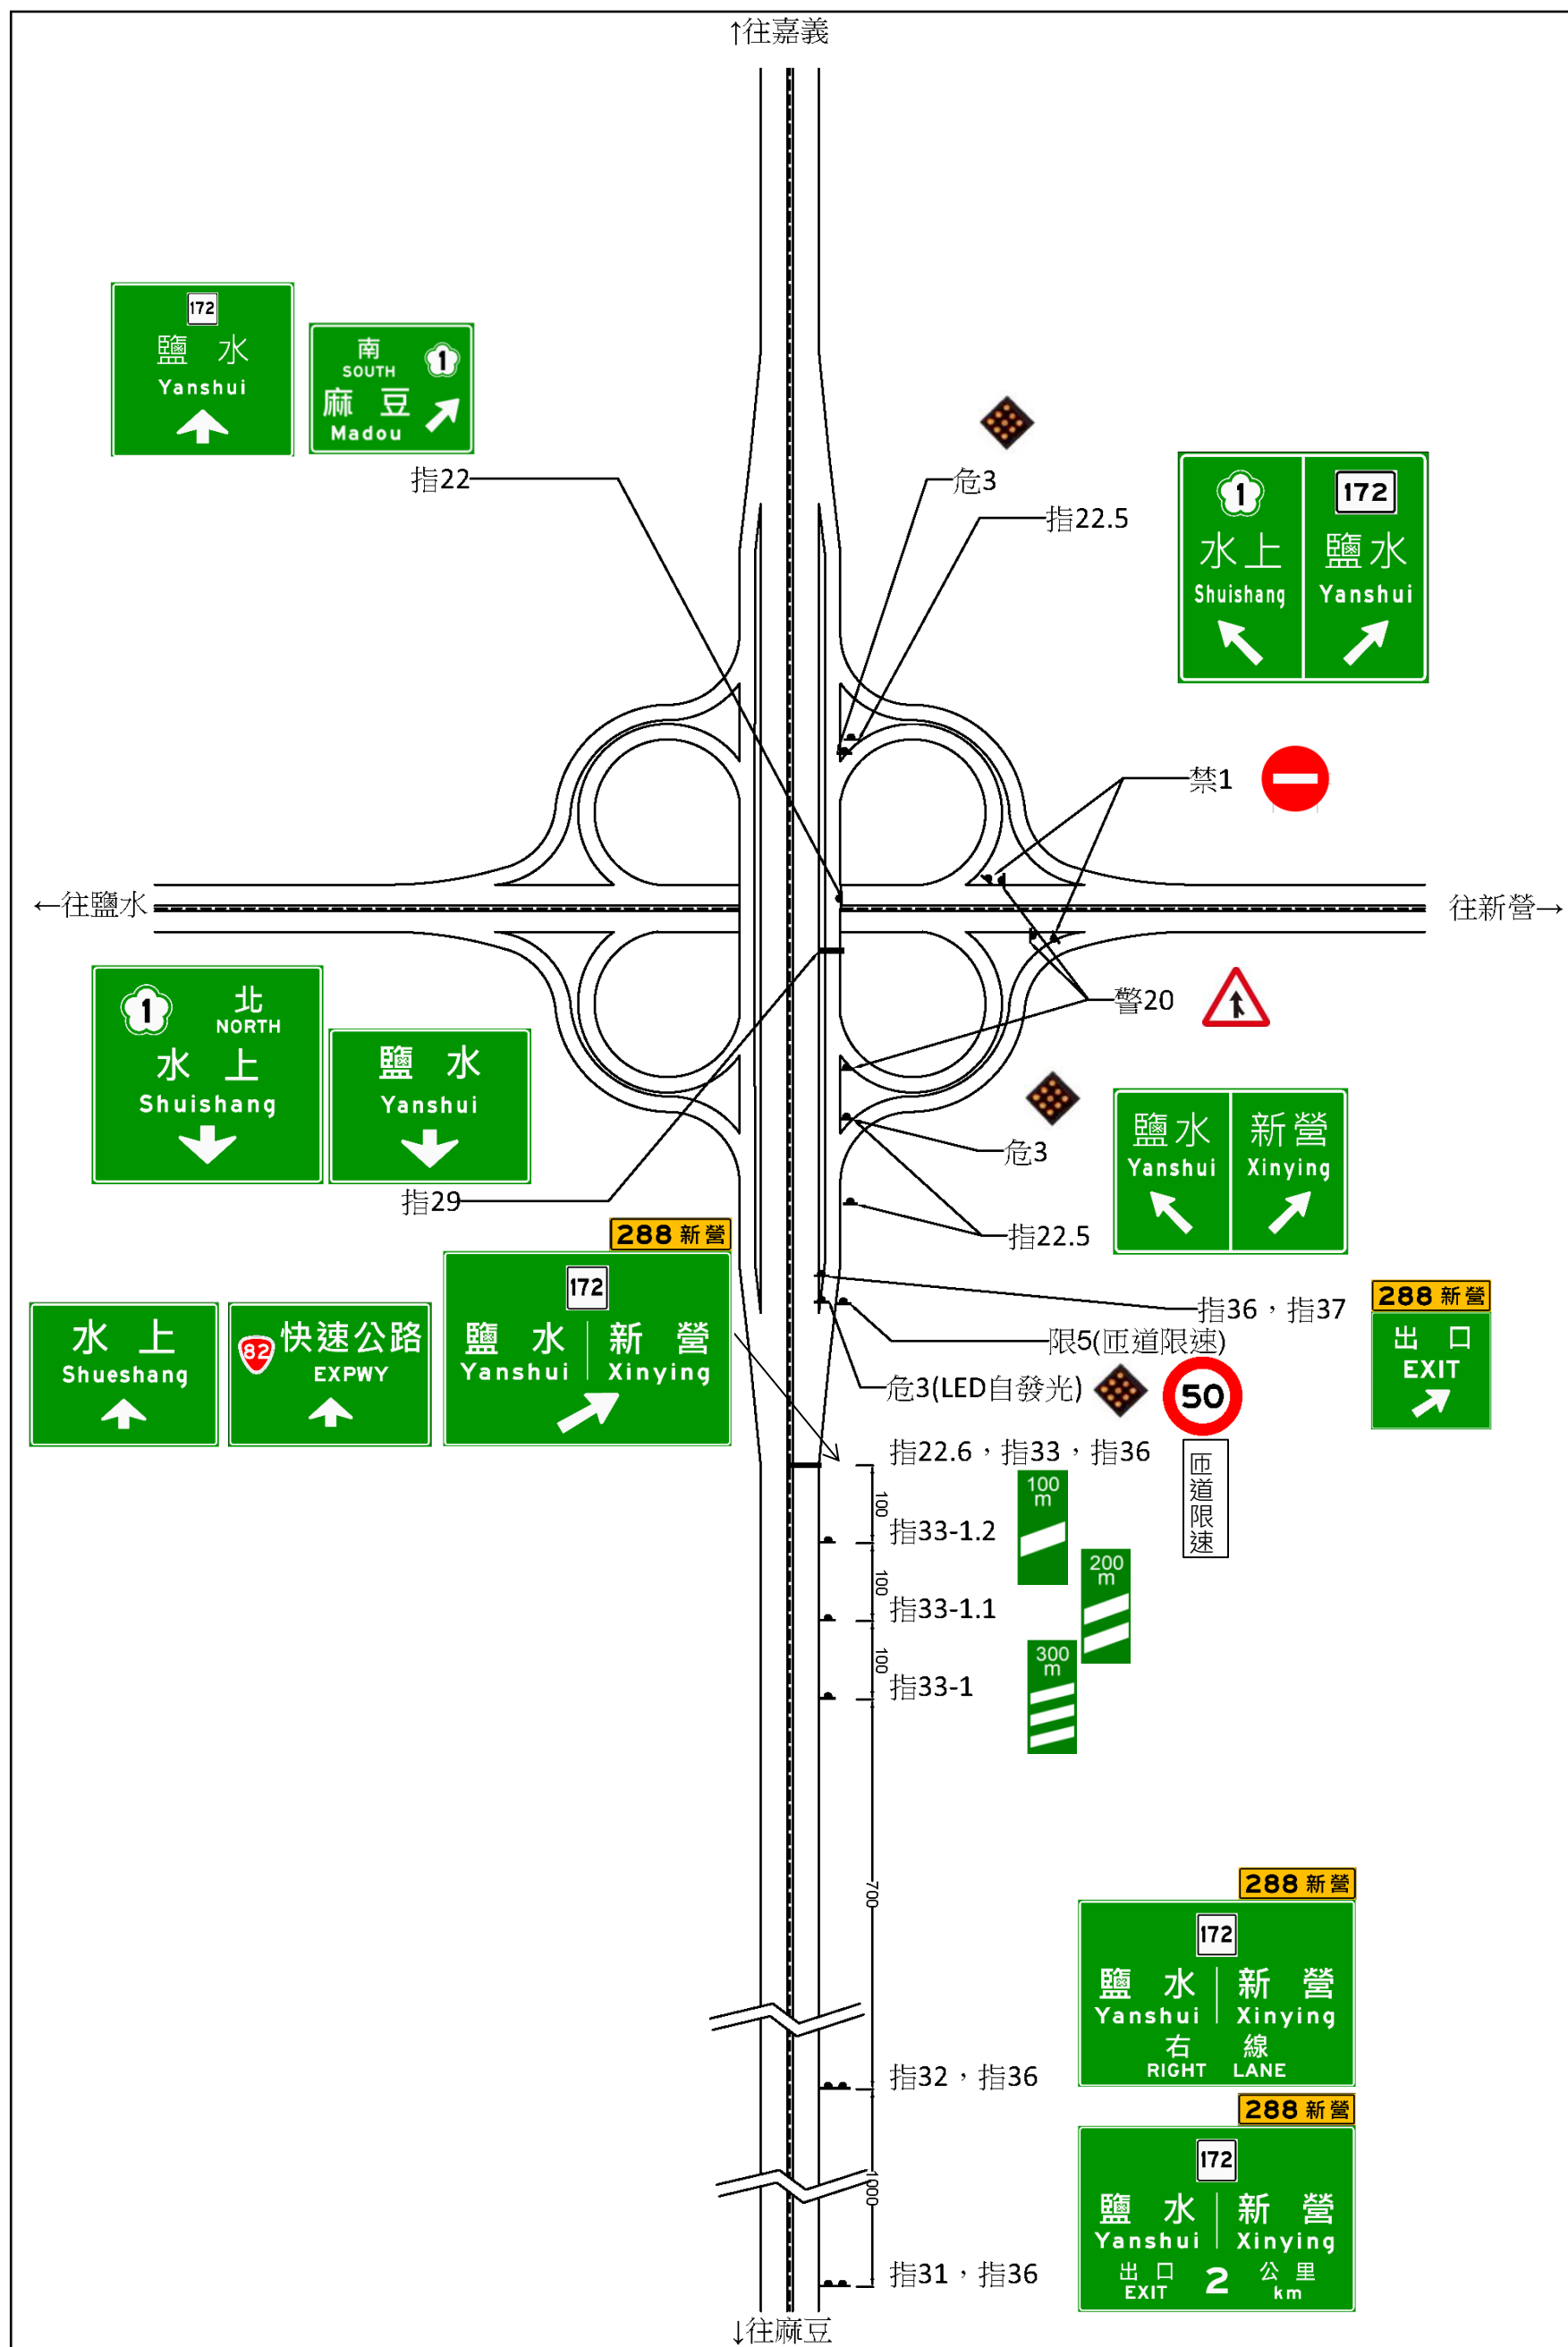 ↑往嘉義
172
鹽水
Yanshui
南
SOUTH
1
麻豆
Madou
指22
危3
指22.5
1
水上
Shuishang
172
鹽水
Yanshui
禁1
←往鹽水
往新營→
1
北
NORTH
水上
Shuishang
鹽水
Yanshui
指29
警20
危3
鹽水
Yanshui
新營
Xinying
指22.5
288 新營
172
鹽水
Yanshui
新營
Xinying
水上
Shueshang
82
快速公路
EXPWY
指36，指37
288 新營
出口
EXIT
限5(匝道限速)
危3(LED自發光)
50
匝道限速
指22.6，指33，指36
100
指33-1.2
100
m
100
指33-1.1
200
m
100
指33-1
300
m
700
288 新營
172
鹽水
Yanshui
新營
Xinying
右線
RIGHT LANE
指32，指36
1000
288 新營
172
鹽水
Yanshui
新營
Xinying
出口
EXIT
2
公里
km
指31，指36
↓往麻豆